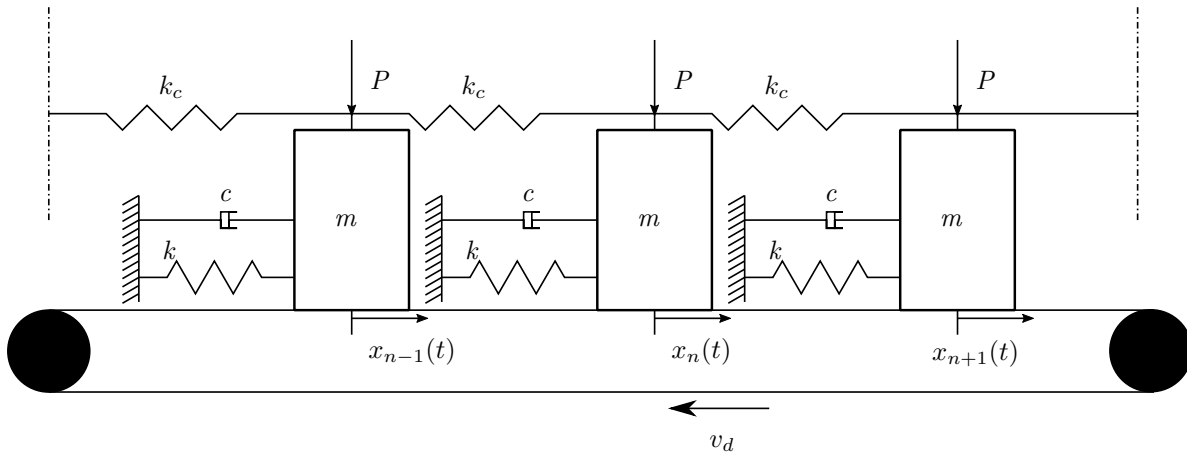 P P P
k_c k_c k_c
c c c
m m m
k k k
x_{n-1}(t) x_n(t) x_{n+1}(t)
v_d